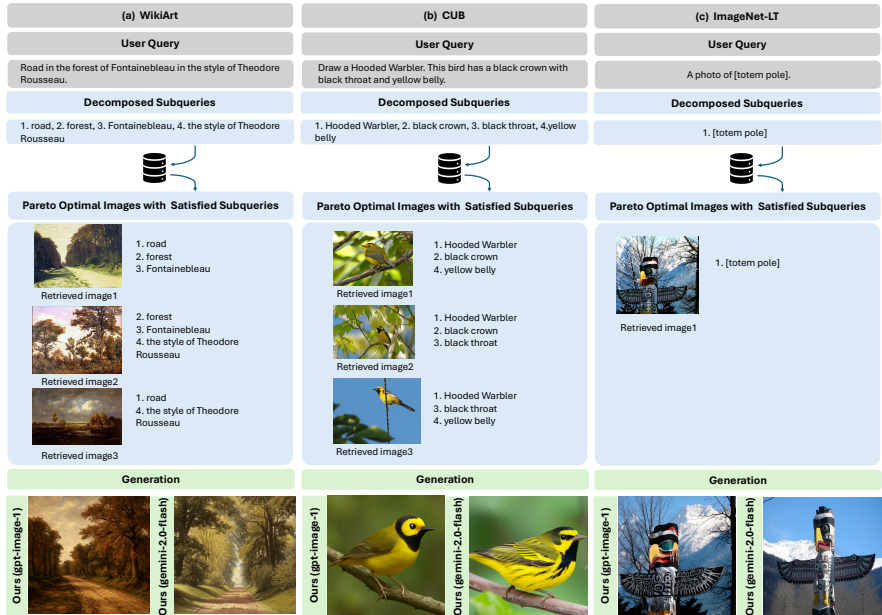 (a) WikiArt
User Query
Road in the forest of Fontainebleau in the style of Theodore
Rousseau.
Decomposed Subqueries
1. road, 2. forest, 3. Fontainebleau, 4. the style of Theodore
Rousseau
Pareto Optimal Images with Satisfied Subqueries
1. road
2. forest
3. Fontainebleau
Retrieved image1
2. forest
3. Fontainebleau
4. the style of Theodore
Rousseau
Retrieved image2
1. road
4. the style of Theodore
Rousseau
Retrieved image3
Generation
Ours (gpt-image-1)
Ours (gemini-2.0-flash)
(b) CUB
User Query
Draw a Hooded Warbler. This bird has a black crown with
black throat and yellow belly.
Decomposed Subqueries
1. Hooded Warbler, 2. black crown, 3. black throat, 4.yellow
belly
Pareto Optimal Images with Satisfied Subqueries
1. Hooded Warbler
2. black crown
4. yellow belly
Retrieved image1
1. Hooded Warbler
2. black crown
3. black throat
Retrieved image2
1. Hooded Warbler
3. black throat
4. yellow belly
Retrieved image3
Generation
Ours (gpt-image-1)
Ours (gemini-2.0-flash)
(c) ImageNet-LT
User Query
A photo of [totem pole].
Decomposed Subqueries
1. [totem pole]
Pareto Optimal Images with Satisfied Subqueries
1. [totem pole]
Retrieved image1
Generation
Ours (gpt-image-1)
Ours (gemini-2.0-flash)